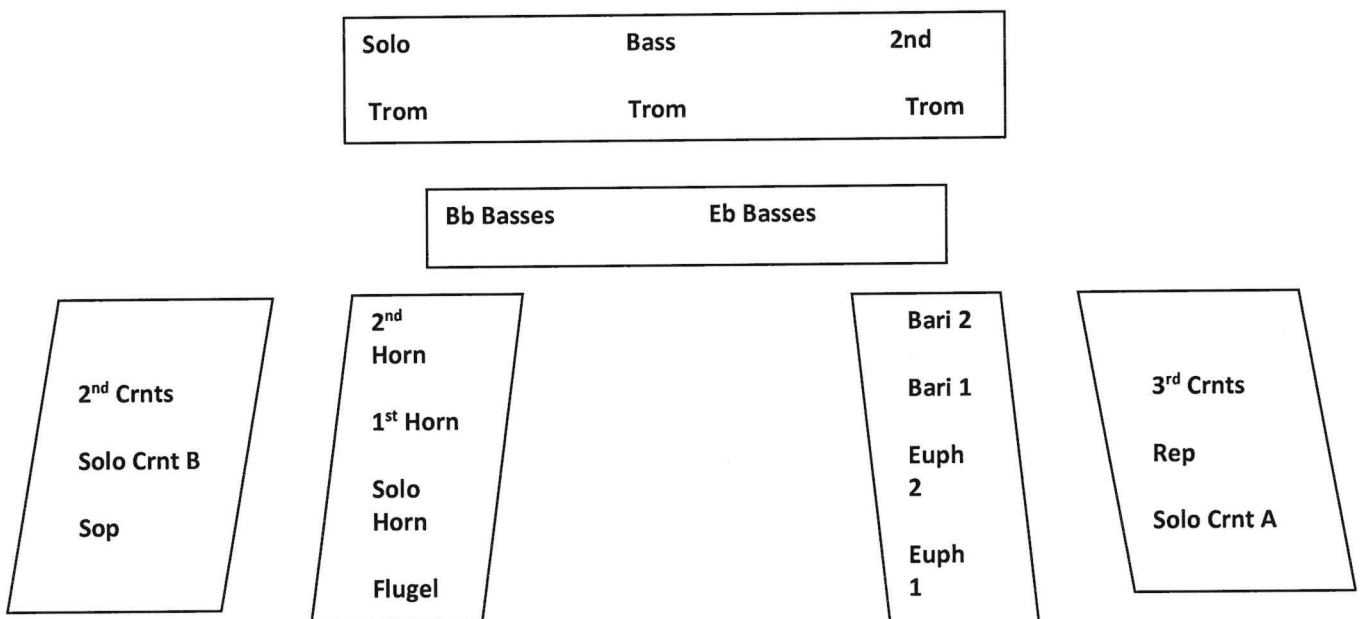 Solo Bass 2nd
Trom Trom Trom
Bb Basses Eb Basses
2nd Crnts
Solo Crnt B
Sop
2nd
Horn
1st Horn
Solo
Horn
Flugel
Bari 2
Bari 1
Euph
2
Euph
1
3rd Crnts
Rep
Solo Crnt A